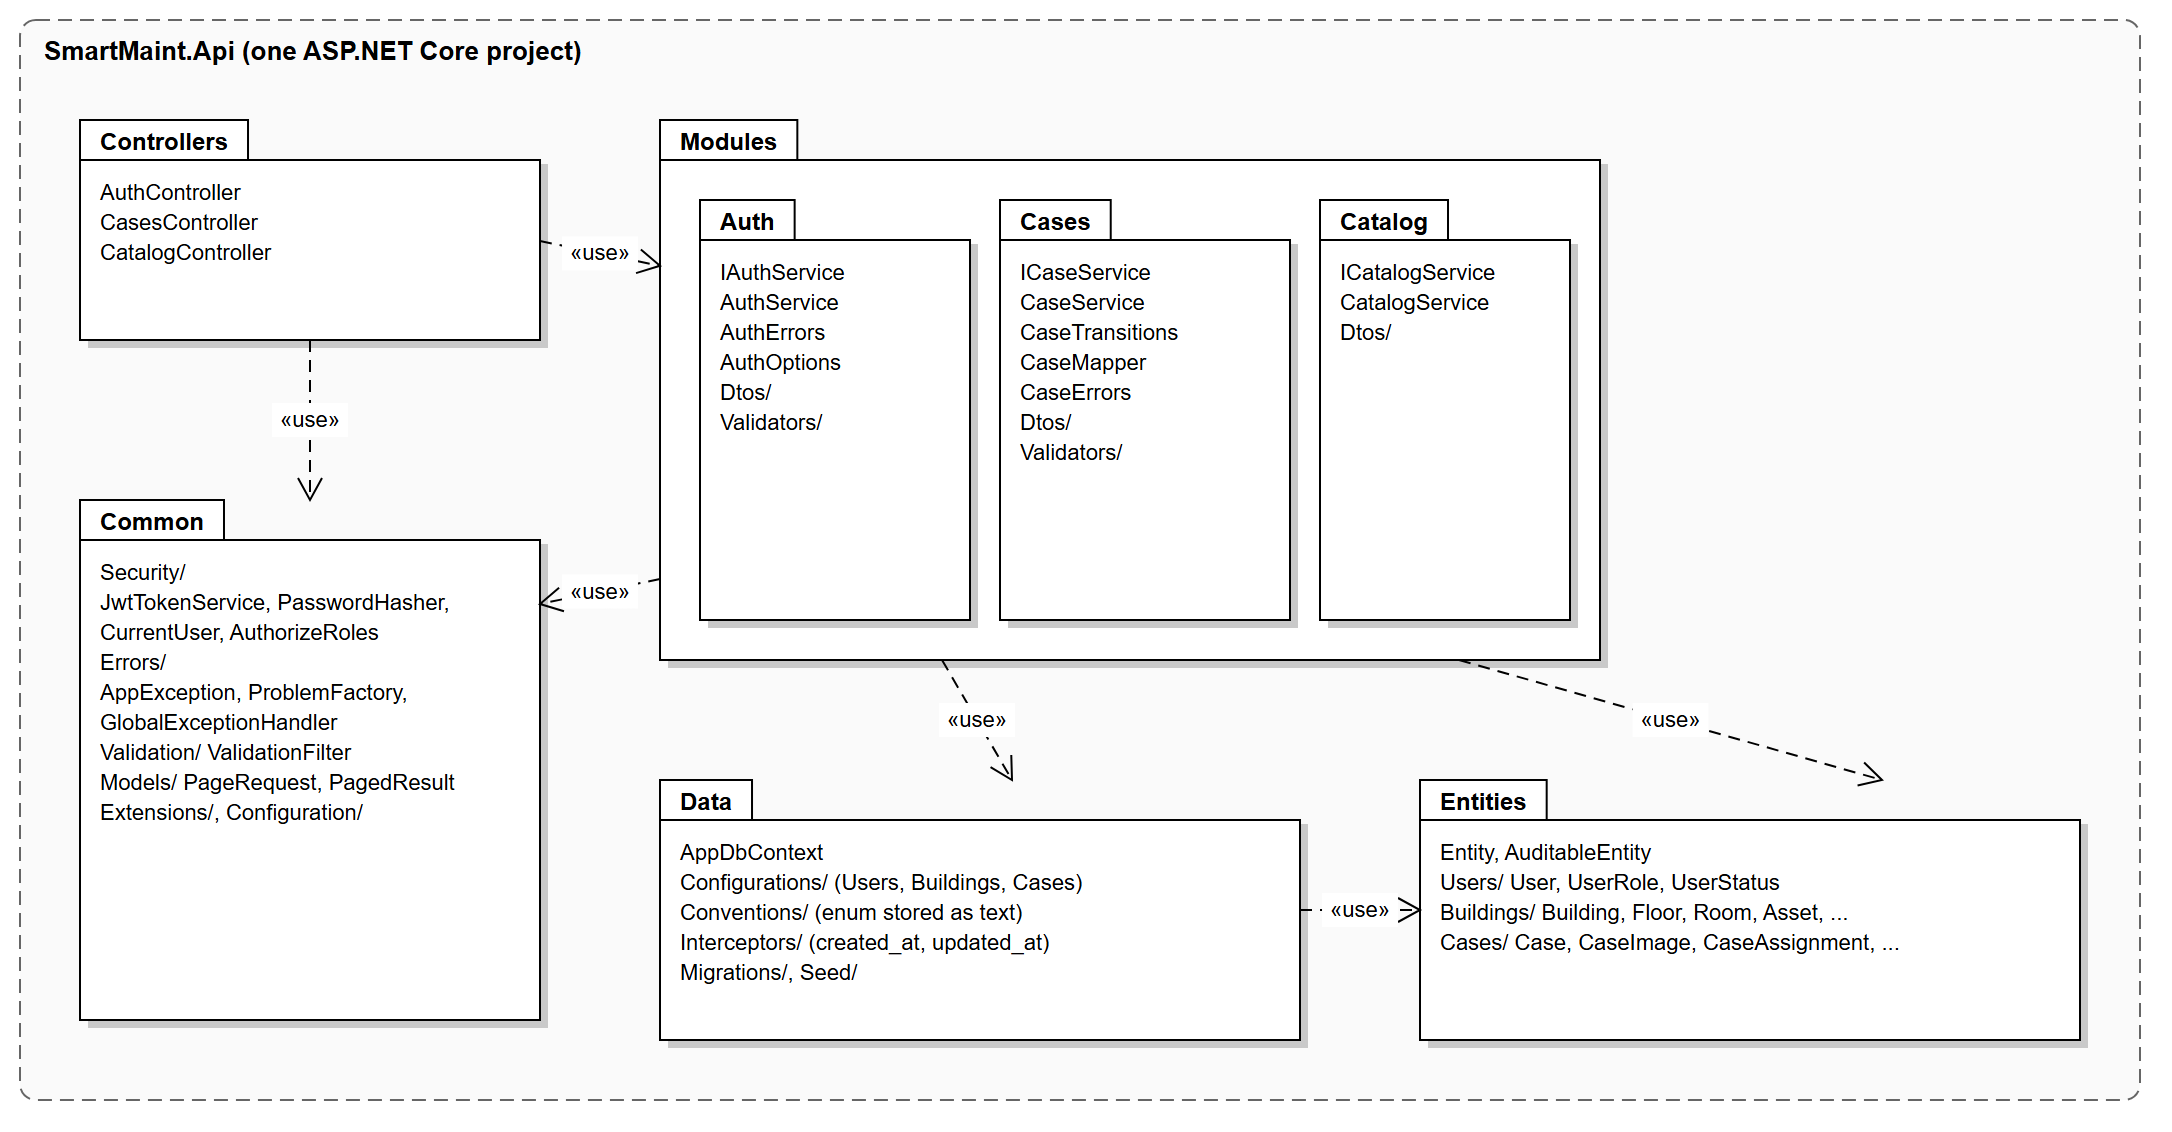 SmartMaint.Api (one ASP.NET Core project)
Controllers
AuthController
CasesController
CatalogController
«use»
«use»
Modules
Auth
IAuthService
AuthService
AuthErrors
AuthOptions
Dtos/
Validators/
Cases
ICaseService
CaseService
CaseTransitions
CaseMapper
CaseErrors
Dtos/
Validators/
Catalog
ICatalogService
CatalogService
Dtos/
Common
Security/
JwtTokenService, PasswordHasher,
CurrentUser, AuthorizeRoles
Errors/
AppException, ProblemFactory,
GlobalExceptionHandler
Validation/ ValidationFilter
Models/ PageRequest, PagedResult
Extensions/, Configuration/
«use»
«use»
«use»
Data
AppDbContext
Configurations/ (Users, Buildings, Cases)
Conventions/ (enum stored as text)
Interceptors/ (created_at, updated_at)
Migrations/, Seed/
«use»
Entities
Entity, AuditableEntity
Users/ User, UserRole, UserStatus
Buildings/ Building, Floor, Room, Asset, ...
Cases/ Case, CaseImage, CaseAssignment, ...